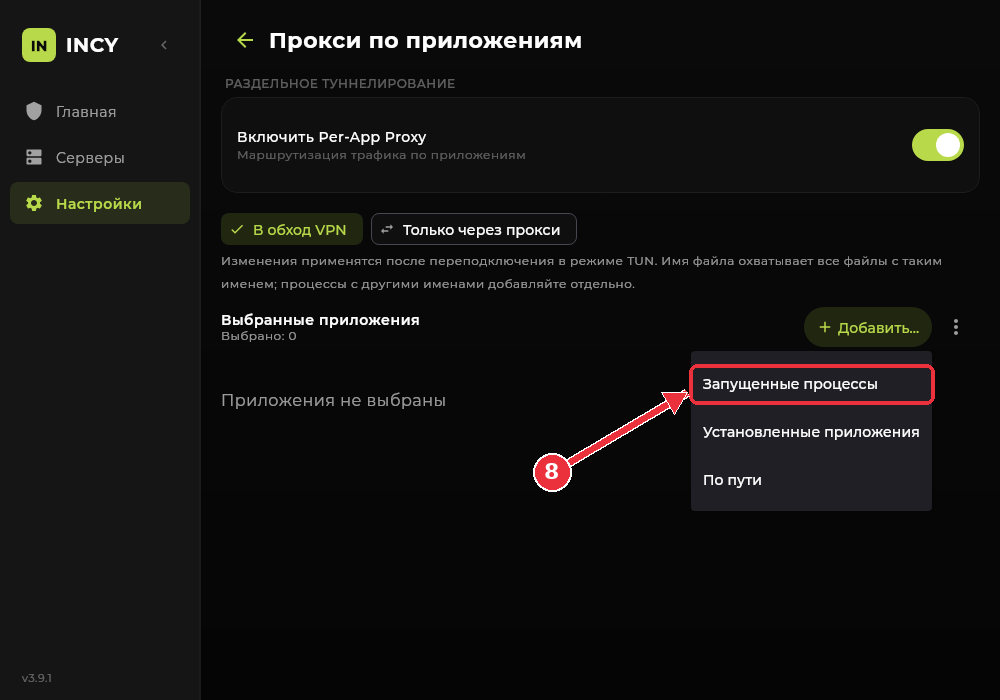 IN INCY
Главная
Серверы
Настройки
v3.9.1
Прокси по приложениям
РАЗДЕЛЬНОЕ ТУННЕЛИРОВАНИЕ
Включить Per-App Proxy
Маршрутизация трафика по приложениям
В обход VPN
Только через прокси
Изменения применятся после переподключения в режиме TUN. Имя файла охватывает все файлы с таким
именем; процессы с другими именами добавляйте отдельно.
Выбранные приложения
Выбрано: 0
+ Добавить...
Приложения не выбраны
Запущенные процессы
Установленные приложения
По пути
8